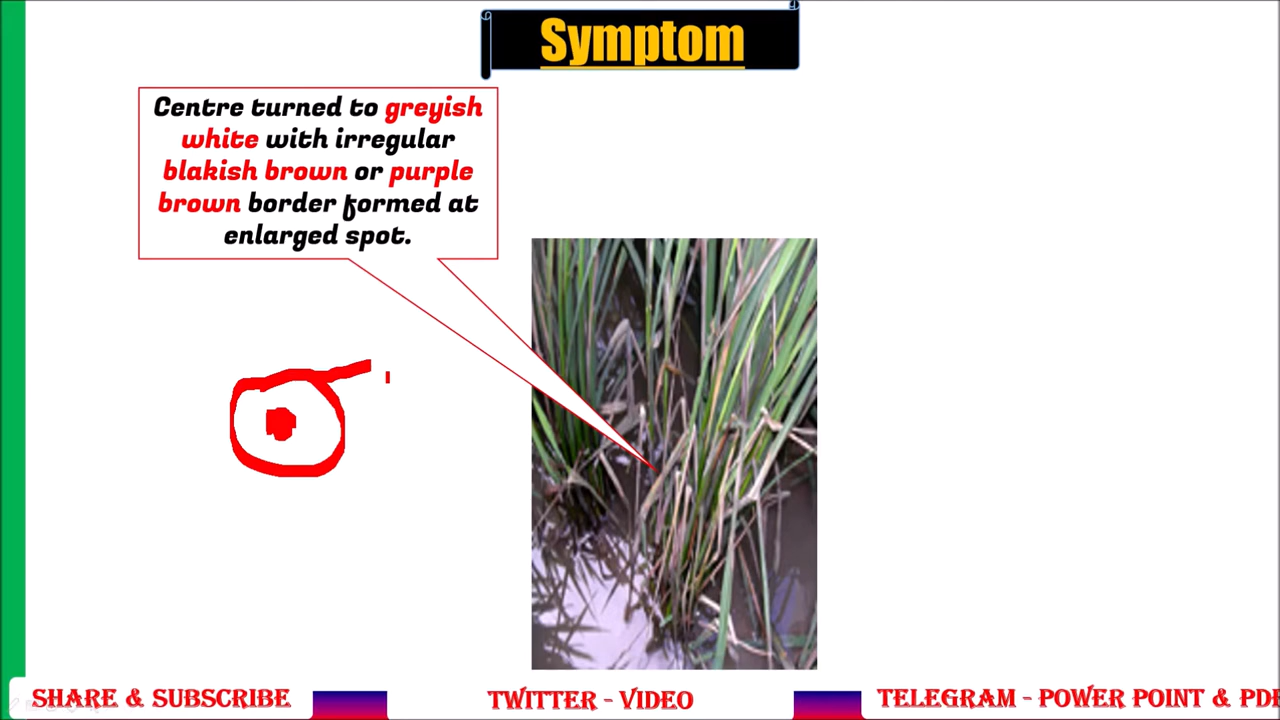 Symptom
Centre turned to greyish
white with irregular
blakish brown or purple
brown border formed at
enlarged spot.
SHARE & SUBSCRIBE
TWITTER - VIDEO
TELEGRAM - POWER POINT & PDF